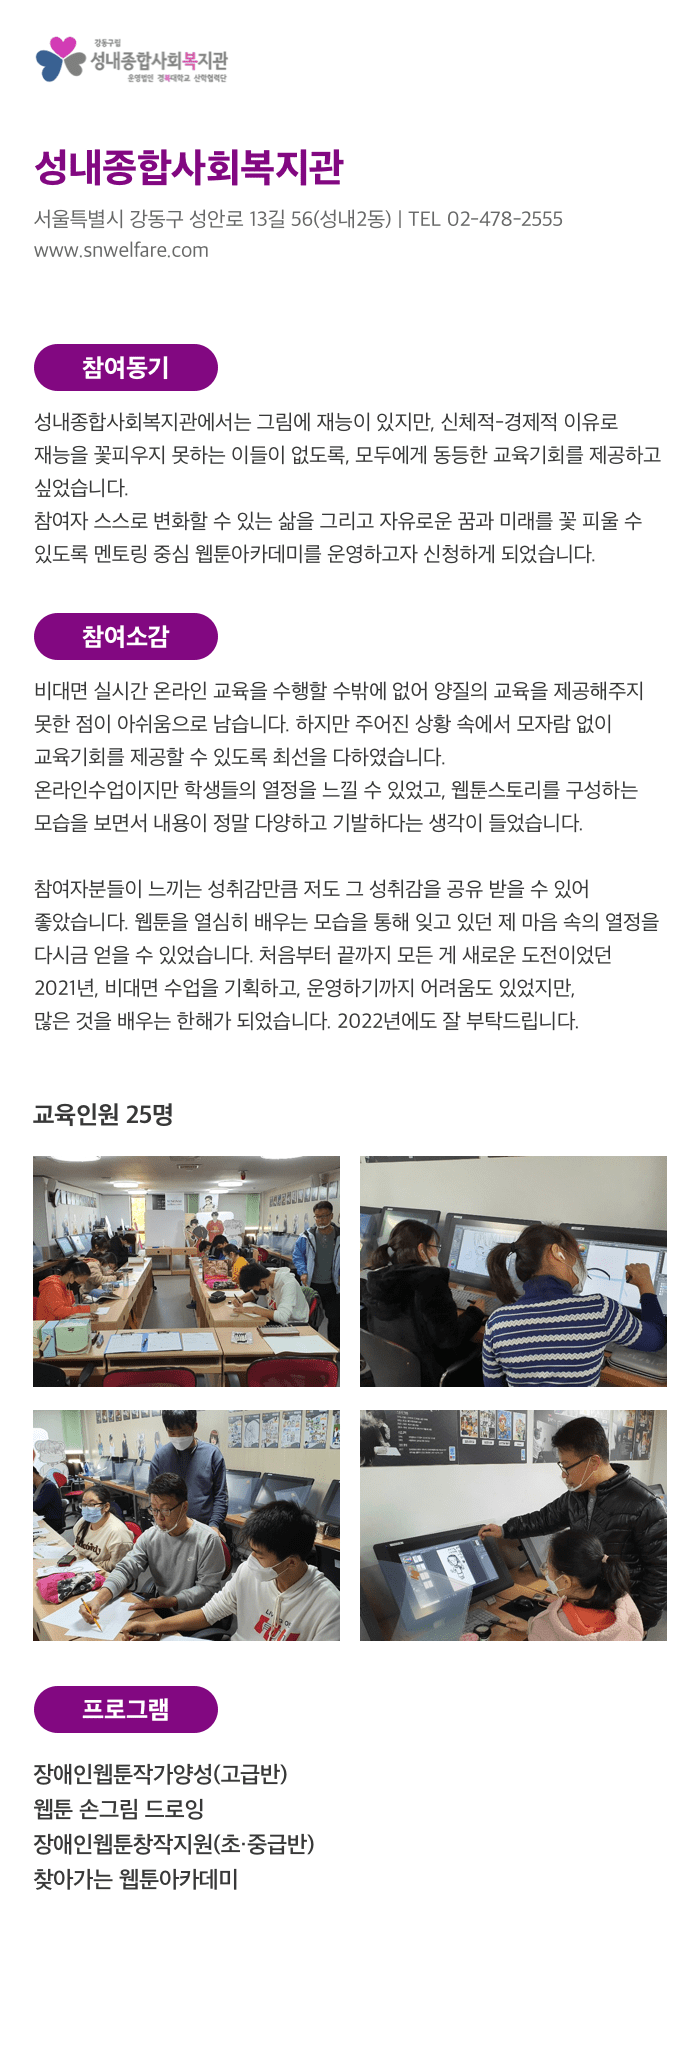 강동구립
성내종합사회복지관
운영법인 경복대학교 산학협력단
성내종합사회복지관
서울특별시 강동구 성안로 13길 56(성내2동) | TEL 02-478-2555
www.snwelfare.com
참여동기
성내종합사회복지관에서는 그림에 재능이 있지만, 신체적-경제적 이유로
재능을 꽃피우지 못하는 이들이 없도록, 모두에게 동등한 교육기회를 제공하고
싶었습니다.
참여자 스스로 변화할 수 있는 삶을 그리고 자유로운 꿈과 미래를 꽃 피울 수
있도록 멘토링 중심 웹툰아카데미를 운영하고자 신청하게 되었습니다.
참여소감
비대면 실시간 온라인 교육을 수행할 수밖에 없어 양질의 교육을 제공해주지
못한 점이 아쉬움으로 남습니다. 하지만 주어진 상황 속에서 모자람 없이
교육기회를 제공할 수 있도록 최선을 다하였습니다.
온라인수업이지만 학생들의 열정을 느낄 수 있었고, 웹툰스토리를 구성하는
모습을 보면서 내용이 정말 다양하고 기발하다는 생각이 들었습니다.
참여자분들이 느끼는 성취감만큼 저도 그 성취감을 공유 받을 수 있어
좋았습니다. 웹툰을 열심히 배우는 모습을 통해 잊고 있던 제 마음 속의 열정을
다시금 얻을 수 있었습니다. 처음부터 끝까지 모든 게 새로운 도전이었던
2021년, 비대면 수업을 기획하고, 운영하기까지 어려움도 있었지만,
많은 것을 배우는 한해가 되었습니다. 2022년에도 잘 부탁드립니다.
교육인원 25명
프로그램
장애인웹툰작가양성(고급반)
웹툰 손그림 드로잉
장애인웹툰창작지원(초·중급반)
찾아가는 웹툰아카데미